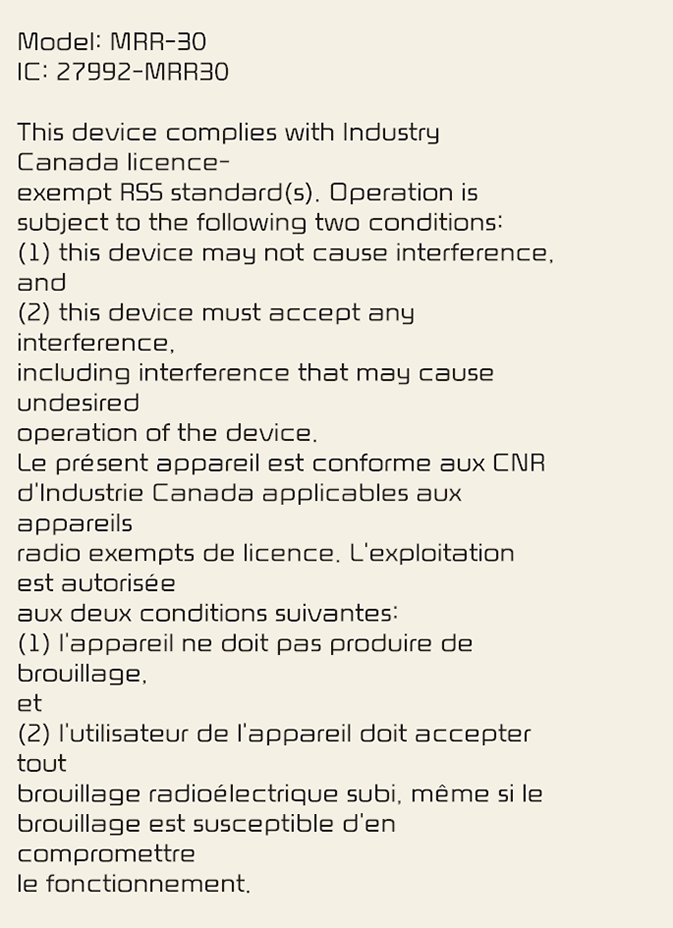 Model: MRR-30
IC: 27992-MRR30
This device complies with Industry
Canada licence-
exempt RSS standard(s). Operation is
subject to the following two conditions:
(1) this device may not cause interference,
and
(2) this device must accept any
interference,
including interference that may cause
undesired
operation of the device.
Le présent appareil est conforme aux CNR
d'Industrie Canada applicables aux
appareils
radio exempts de licence. L'exploitation
est autorisée
aux deux conditions suivantes:
(1) l'appareil ne doit pas produire de
brouillage,
et
(2) l'utilisateur de l'appareil doit accepter
tout
brouillage radioélectrique subi, même si le
brouillage est susceptible d'en
compromettre
le fonctionnement.